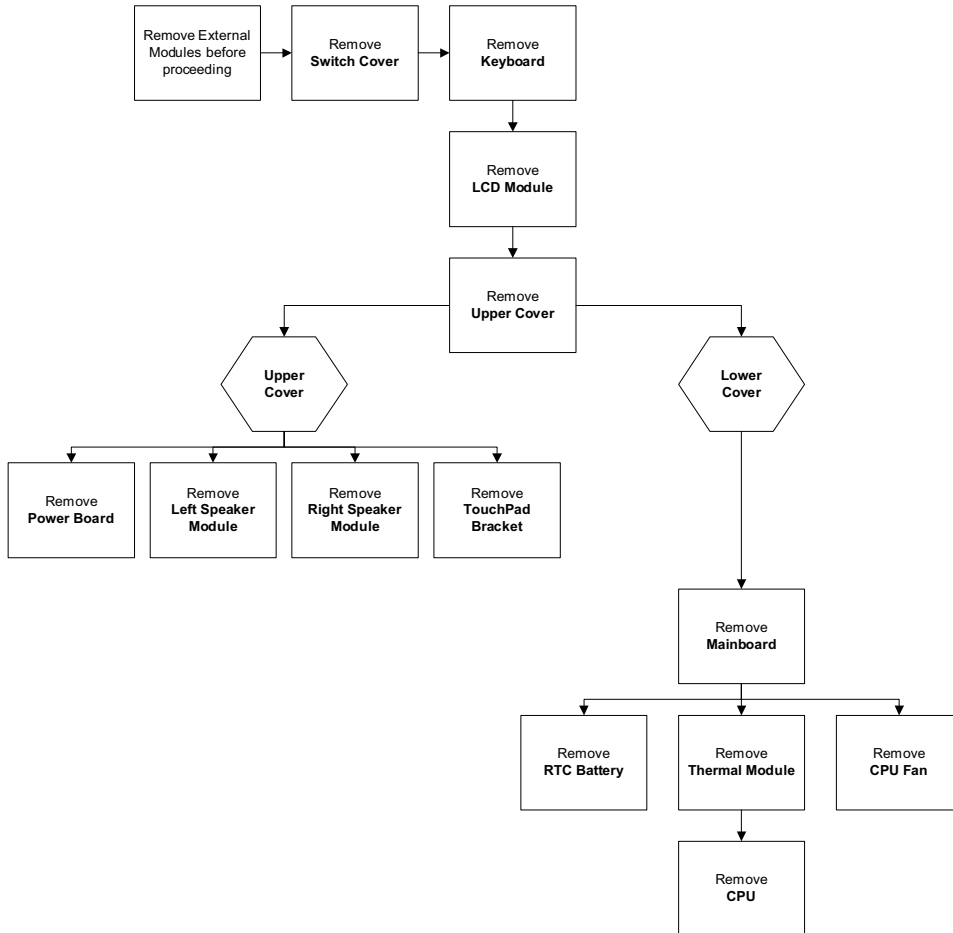 Remove External
Modules before
proceeding
Remove
Switch Cover
Remove
Keyboard
Remove
LCD Module
Remove
Upper Cover
Upper
Cover
Lower
Cover
Remove
Power Board
Remove
Left Speaker
Module
Remove
Right Speaker
Module
Remove
TouchPad
Bracket
Remove
Mainboard
Remove
RTC Battery
Remove
Thermal Module
Remove
CPU Fan
Remove
CPU